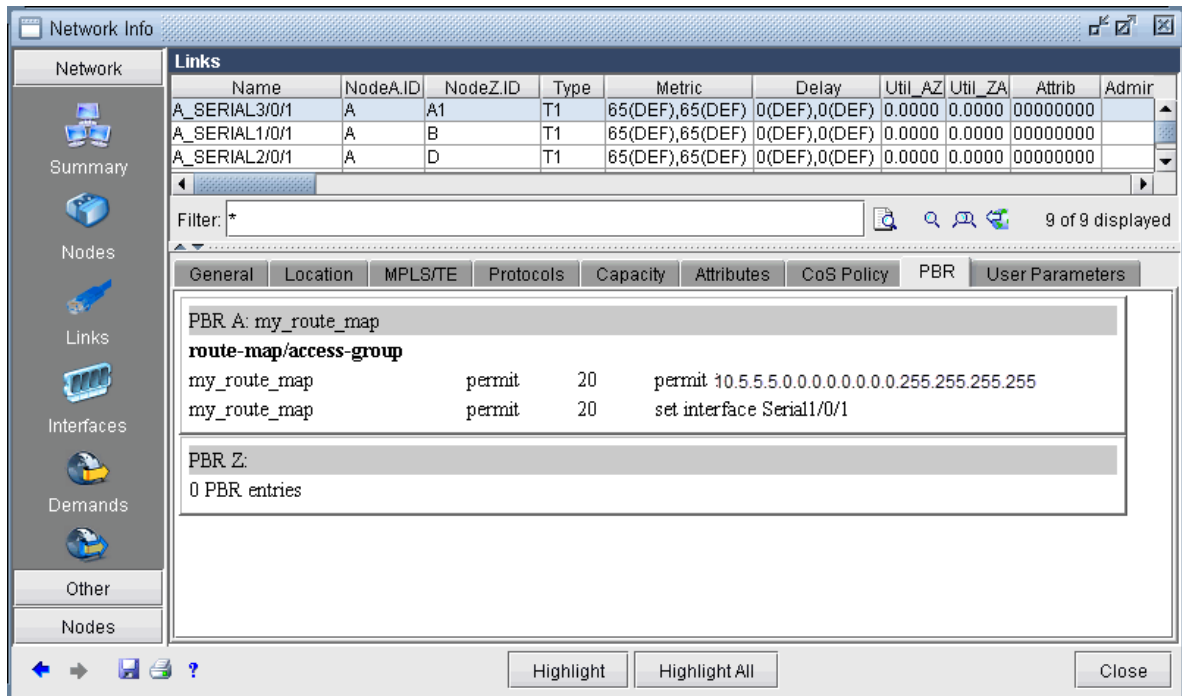 Network Info
Network
Summary
Nodes
Links
Interfaces
Demands
Other
Nodes
Links
Name NodeA.ID NodeZ.ID Type Metric Delay Util_AZ Util_ZA Attrib Admir
A_SERIAL3/0/1 A A1 T1 65(DEF),65(DEF) 0(DEF),0(DEF) 0.0000 0.0000 00000000
A_SERIAL1/0/1 A B T1 65(DEF),65(DEF) 0(DEF),0(DEF) 0.0000 0.0000 00000000
A_SERIAL2/0/1 A D T1 65(DEF),65(DEF) 0(DEF),0(DEF) 0.0000 0.0000 00000000
Filter: * 9 of 9 displayed
General Location MPLS/TE Protocols Capacity Attributes CoS Policy PBR User Parameters
PBR A: my_route_map
route-map/access-group
my_route_map permit 20 permit 10.5.5.5.0.0.0.0.0.0.0.0.255.255.255.255
my_route_map permit 20 set interface Serial1/0/1
PBR Z:
0 PBR entries
?
Highlight Highlight All Close